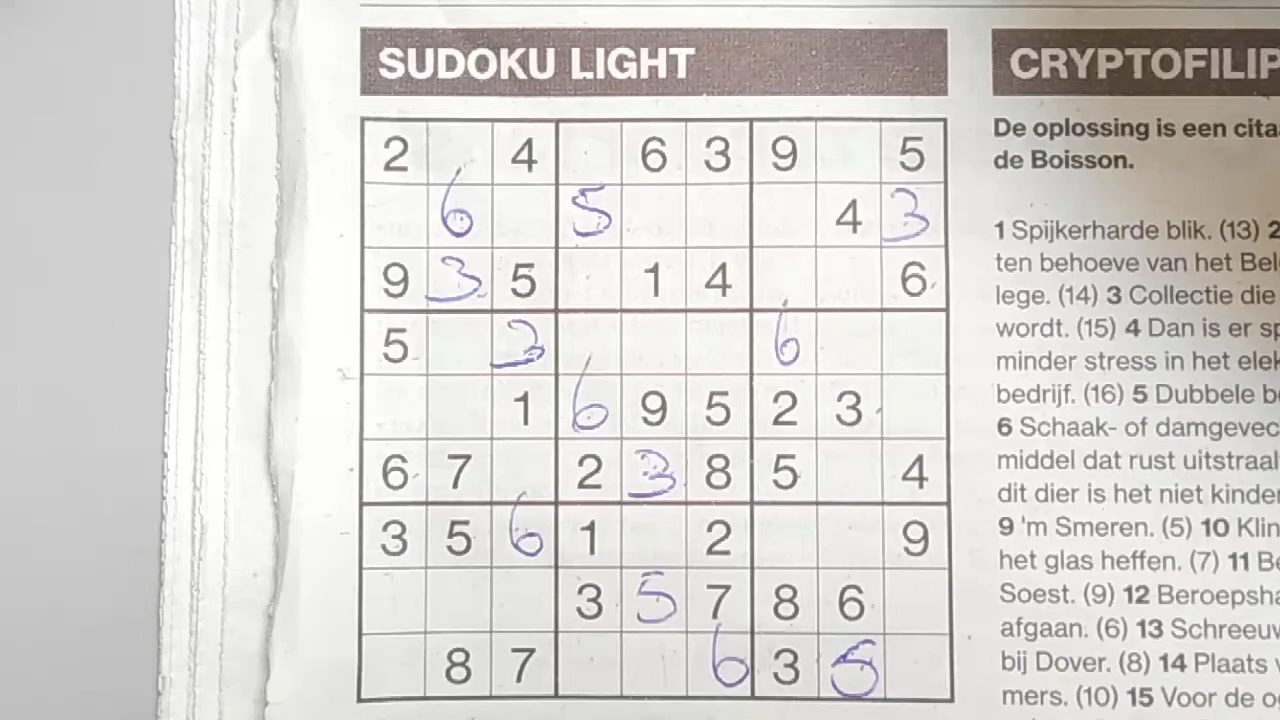 SUDOKU LIGHT
2 4 6 3 9 5
6 5 4 3
9 3 5 1 4 6
5 3 6
1 6 9 5 2 3
6 7 2 3 8 5 4
3 5 6 1 2 9
3 5 7 8 6
8 7 6 3 5
CRYPTOFILIP
De oplossing is een cita
de Boisson.
1 Spijkerharde blik. (13) 2
ten behoeve van het Bel
lege. (14) 3 Collectie die
wordt. (15) 4 Dan is er sp
minder stress in het elek
bedrijf. (16) 5 Dubbele b
6 Schaak- of damgevec
middel dat rust uitstraal
dit dier is het niet kinder
9 'm Smeren. (5) 10 Klin
het glas heffen. (7) 11 Be
Soest. (9) 12 Beroepsha
afgaan. (6) 13 Schreeuw
bij Dover. (8) 14 Plaats v
mers. (10) 15 Voor de o